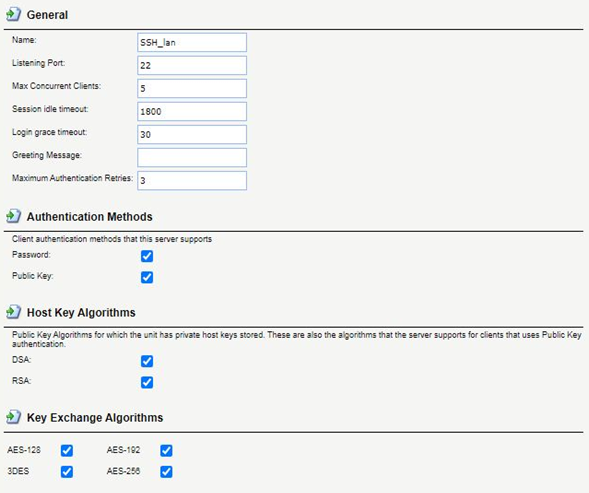 General
Name: SSH_lan
Listening Port: 22
Max Concurrent Clients: 5
Session idle timeout: 1800
Login grace timeout: 30
Greeting Message:
Maximum Authentication Retries: 3
Authentication Methods
Client authentication methods that this server supports
Password:
Public Key:
Host Key Algorithms
Public Key Algorithms for which the unit has private host keys stored. These are also the algorithms that the server supports for clients that uses Public Key
authentication.
DSA:
RSA:
Key Exchange Algorithms
AES-128 AES-192
3DES AES-256